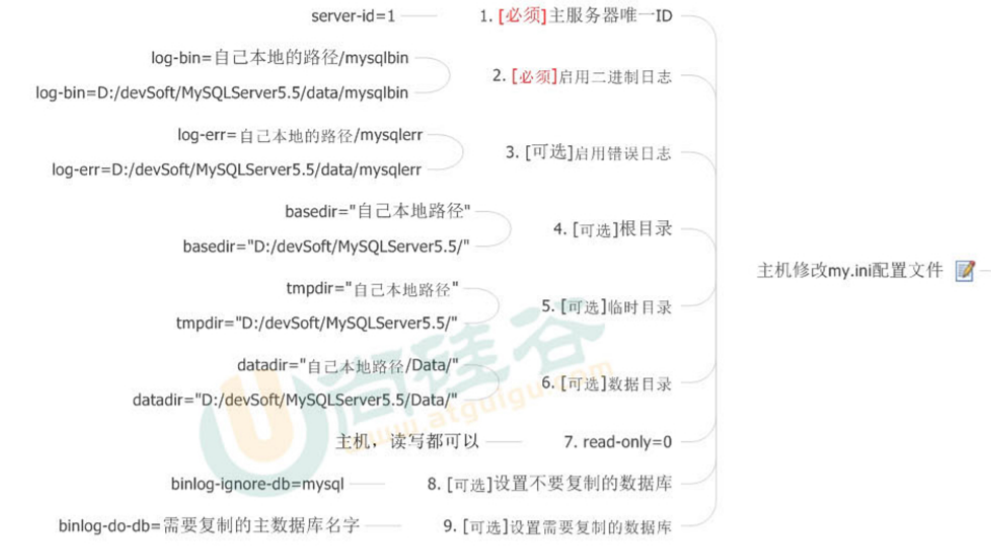 server-id=1
1. [必须]主服务器唯一ID
log-bin=自己本地的路径/mysqlbin
2. [必须]启用二进制日志
log-bin=D:/devSoft/MySQLServer5.5/data/mysqlbin
log-err=自己本地的路径/mysqlerr
3. [可选]启用错误日志
log-err=D:/devSoft/MySQLServer5.5/data/mysqlerr
basedir="自己本地路径"
4. [可选]根目录
basedir="D:/devSoft/MySQLServer5.5/"
主机修改my.ini配置文件
tmpdir="自己本地路径"
5. [可选]临时目录
tmpdir="D:/devSoft/MySQLServer5.5/"
datadir="自己本地路径/Data/"
6. [可选]数据目录
datadir="D:/devSoft/MySQLServer5.5/Data/"
主机，读写都可以
7. read-only=0
binlog-ignore-db=mysql
8. [可选]设置不要复制的数据库
binlog-do-db=需要复制的主数据库名字
9. [可选]设置需要复制的数据库
尚硅谷
www.atguigu.com